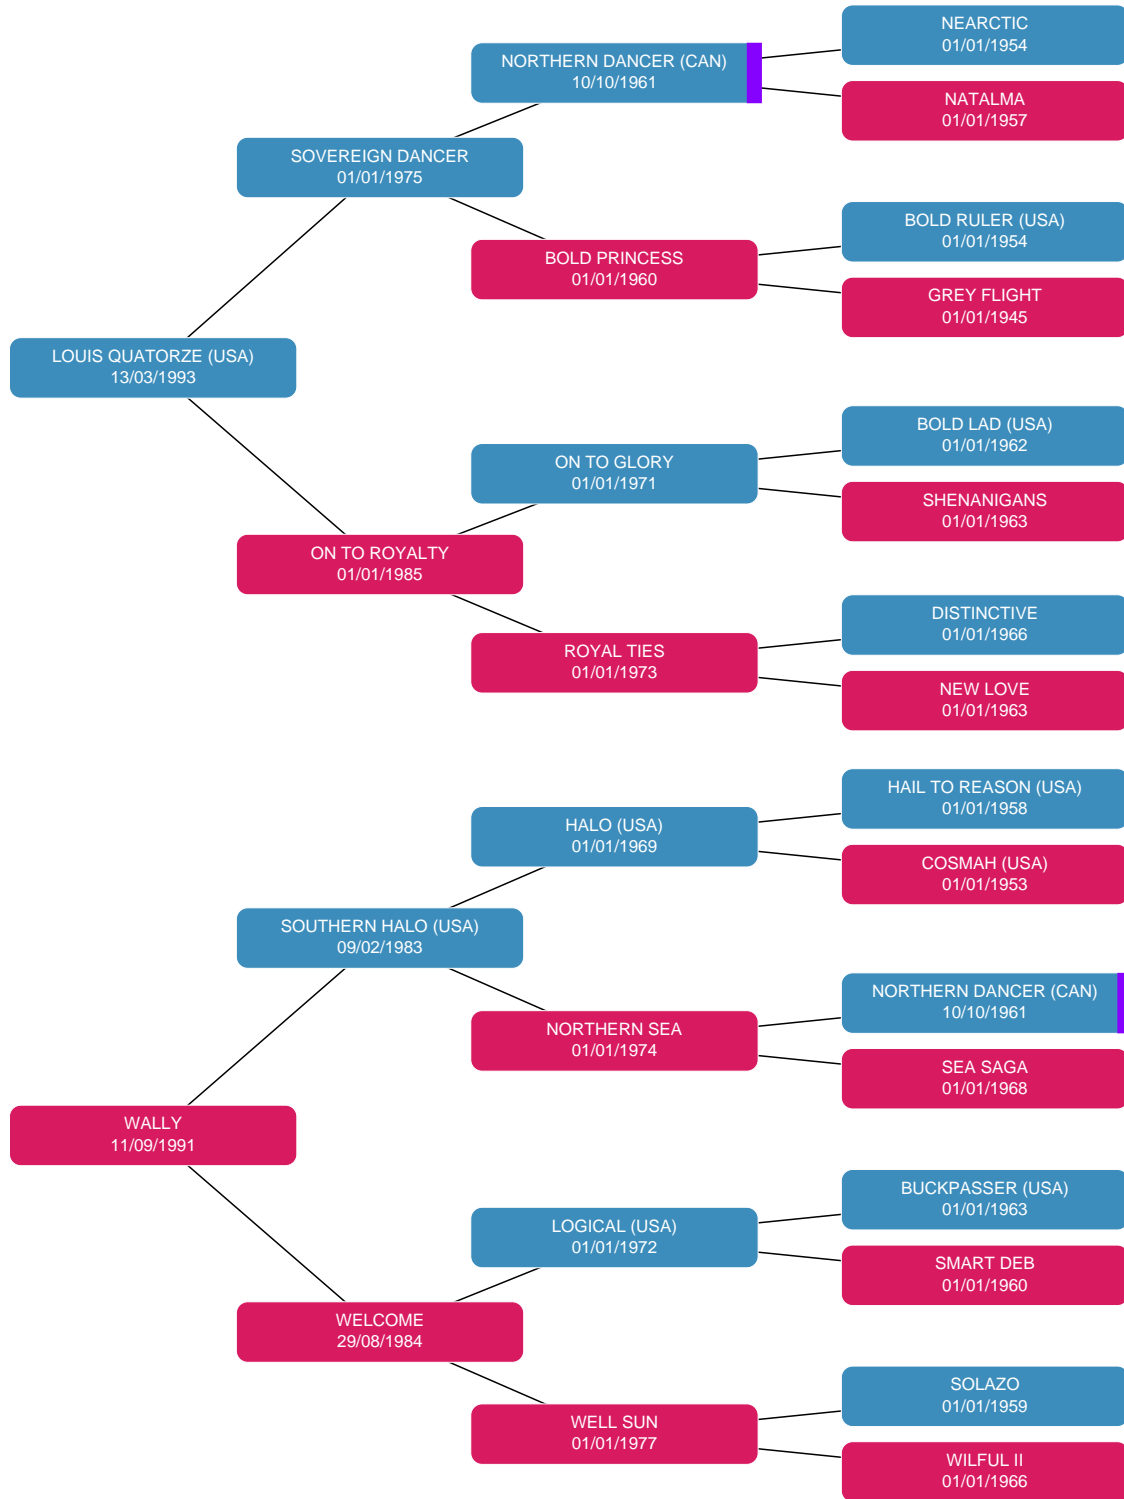 NEARCTIC
01/01/1954
NORTHERN DANCER (CAN)
10/10/1961
NATALMA
01/01/1957
SOVEREIGN DANCER
01/01/1975
BOLD RULER (USA)
01/01/1954
BOLD PRINCESS
01/01/1960
GREY FLIGHT
01/01/1945
LOUIS QUATORZE (USA)
13/03/1993
BOLD LAD (USA)
01/01/1962
ON TO GLORY
01/01/1971
SHENANIGANS
01/01/1963
ON TO ROYALTY
01/01/1985
DISTINCTIVE
01/01/1966
ROYAL TIES
01/01/1973
NEW LOVE
01/01/1963
HAIL TO REASON (USA)
01/01/1958
HALO (USA)
01/01/1969
COSMAH (USA)
01/01/1953
SOUTHERN HALO (USA)
09/02/1983
NORTHERN DANCER (CAN)
10/10/1961
NORTHERN SEA
01/01/1974
SEA SAGA
01/01/1968
WALLY
11/09/1991
BUCKPASSER (USA)
01/01/1963
LOGICAL (USA)
01/01/1972
SMART DEB
01/01/1960
WELCOME
29/08/1984
SOLAZO
01/01/1959
WELL SUN
01/01/1977
WILFUL II
01/01/1966